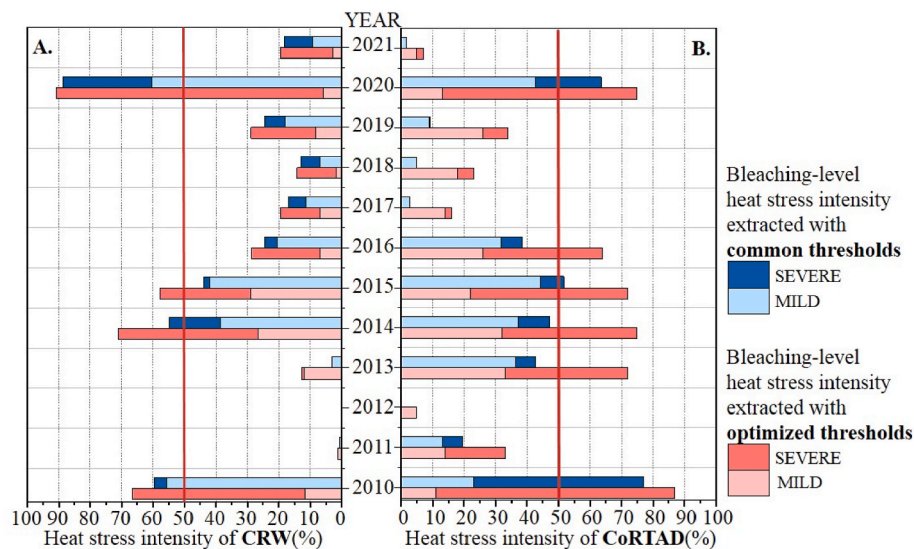 YEAR
A.
B.
2021
2020
2019
2018
2017
2016
2015
2014
2013
2012
2011
2010
100 90 80 70 60 50 40 30 20 10 0
0 10 20 30 40 50 60 70 80 90 100
Heat stress intensity of CRW(%)
Heat stress intensity of CoRTAD(%)
Bleaching-level
heat stress intensity
extracted with
common thresholds
SEVERE
MILD
Bleaching-level
heat stress intensity
extracted with
optimized thresholds
SEVERE
MILD